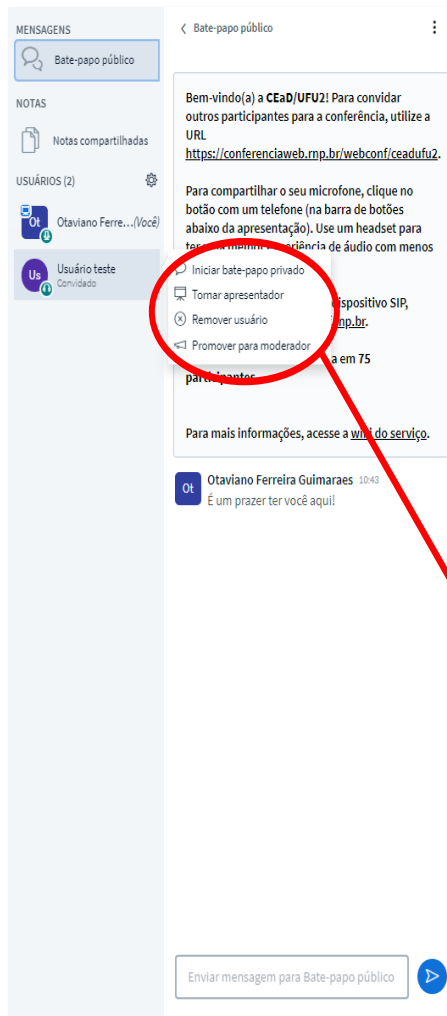 MENSAGENS
Bate-papo público
NOTAS
Notas compartilhadas
USUÁRIOS (2)
Ot
Otaviano Ferre...(Você)
Us
Usuário teste
Convidado
Bate-papo público
Bem-vindo(a) a CEaD/UFU2! Para convidar
outros participantes para a conferência, utilize a
URL
https://conferenciaweb.rnp.br/webconf/ceadufu2.
Para compartilhar o seu microfone, clique no
botão com um telefone (na barra de botões
abaixo da apresentação). Use um headset para
de áudio com menos
Iniciar bate-papo privado
Tornar apresentador
Remover usuário
Promover para moderador
ispositivo SIP,
np.br.
a em 75
participantes
Para mais informações, acesse a wiki do serviço.
Ot
Otaviano Ferreira Guimaraes 10:43
É um prazer ter você aqui!
Enviar mensagem para Bate-papo público